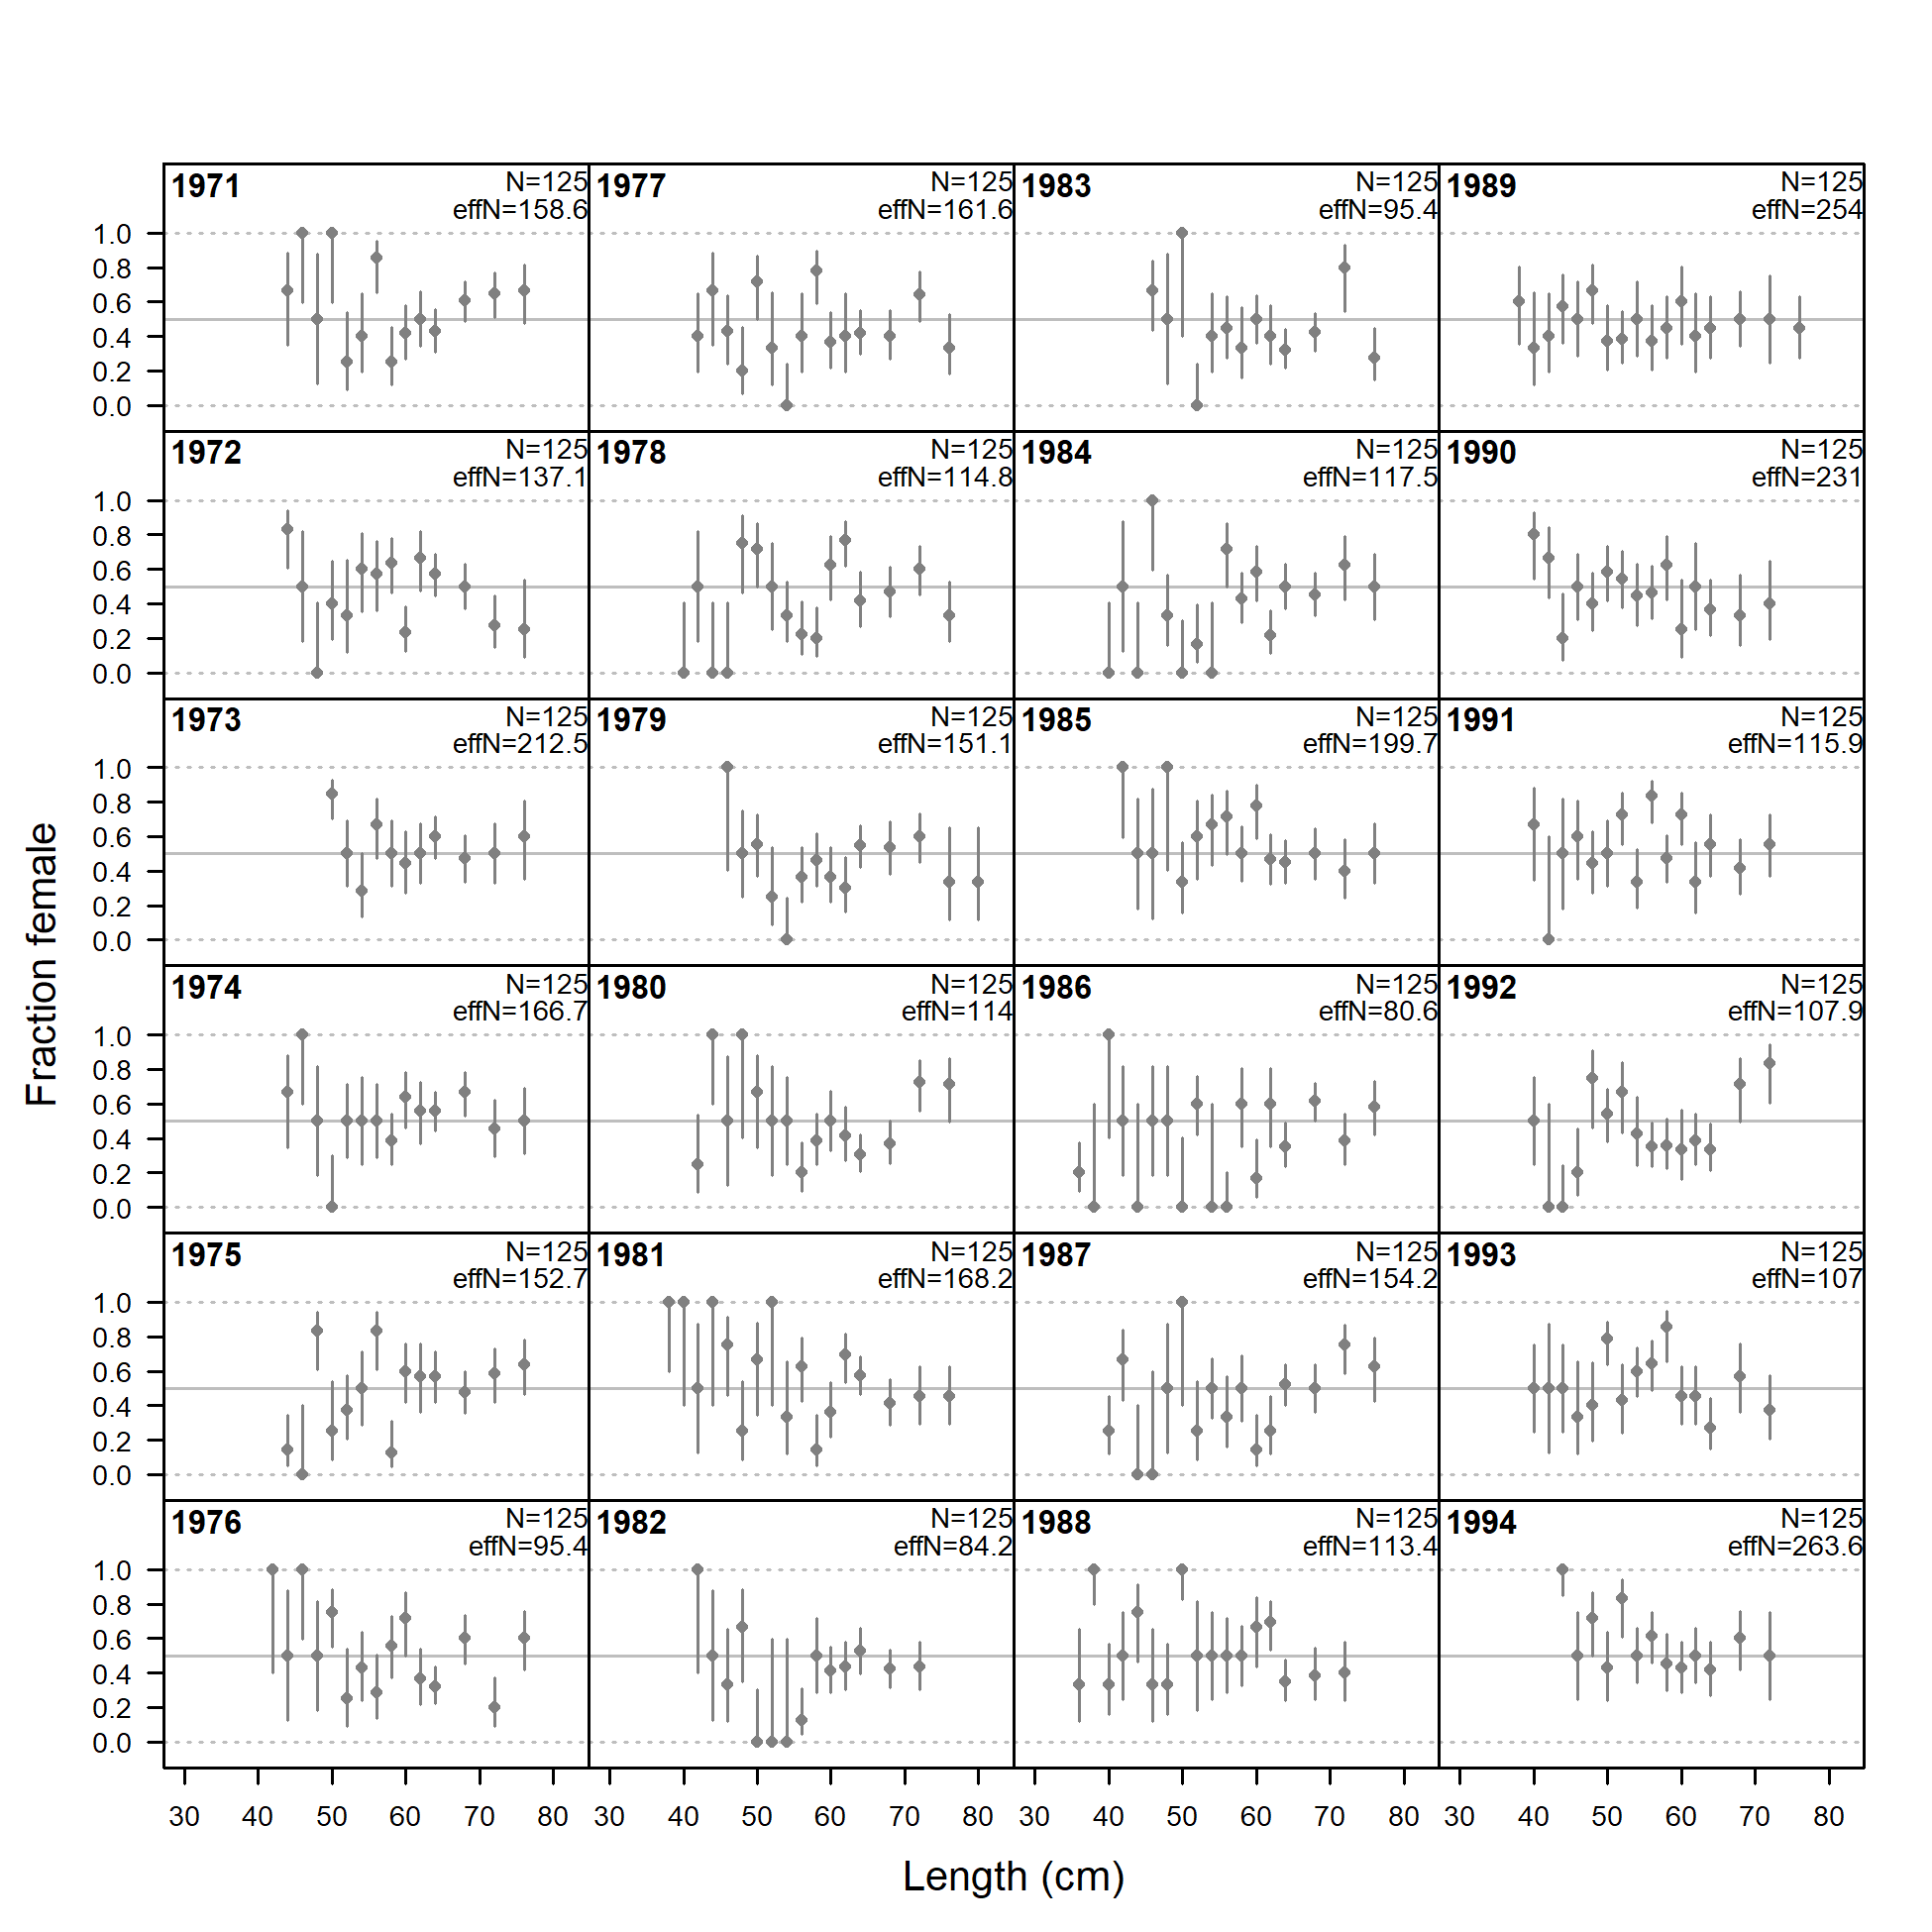 1971 N=125 1977 N=125 1983 N=125 1989 N=125
effN=158.6 effN=161.6 effN=95.4 effN=254
1.0
0.8
0.6
0.4
0.2
0.0
1972 N=125 1978 N=125 1984 N=125 1990 N=125
effN=137.1 effN=114.8 effN=117.5 effN=231
1.0
0.8
0.6
0.4
0.2
0.0
1973 N=125 1979 N=125 1985 N=125 1991 N=125
effN=212.5 effN=151.1 effN=199.7 effN=115.9
1.0
0.8
0.6
0.4
0.2
0.0
1974 N=125 1980 N=125 1986 N=125 1992 N=125
effN=166.7 effN=114 effN=80.6 effN=107.9
1.0
0.8
0.6
0.4
0.2
0.0
1975 N=125 1981 N=125 1987 N=125 1993 N=125
effN=152.7 effN=168.2 effN=154.2 effN=107
1.0
0.8
0.6
0.4
0.2
0.0
1976 N=125 1982 N=125 1988 N=125 1994 N=125
effN=95.4 effN=84.2 effN=113.4 effN=263.6
1.0
0.8
0.6
0.4
0.2
0.0
30 40 50 60 70 80 30 40 50 60 70 80 30 40 50 60 70 80 30 40 50 60 70 80
Length (cm)
Fraction female